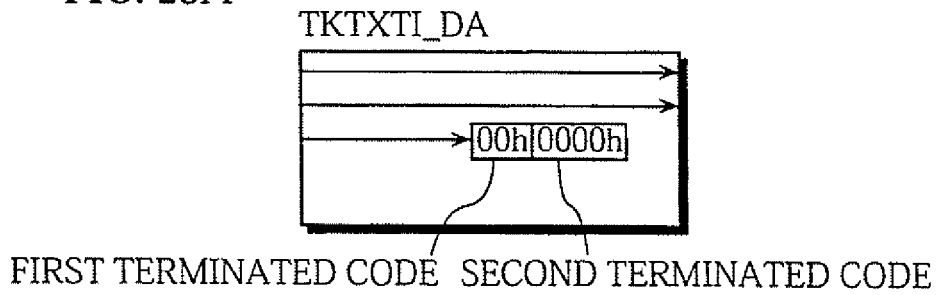 TKTXTI_DA
00h 0000h
FIRST TERMINATED CODE SECOND TERMINATED CODE